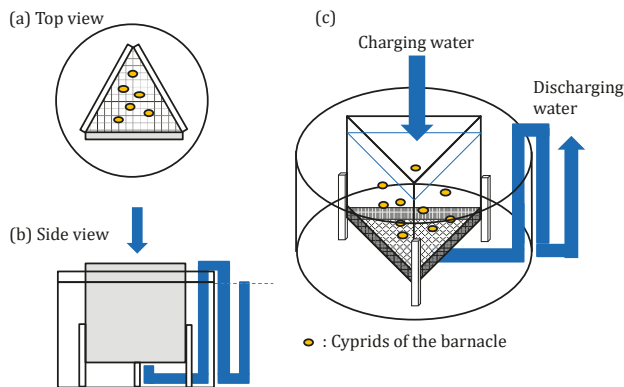 (a) Top view
(b) Side view
(c)
Charging water
Discharging
water
: Cyprids of the barnacle